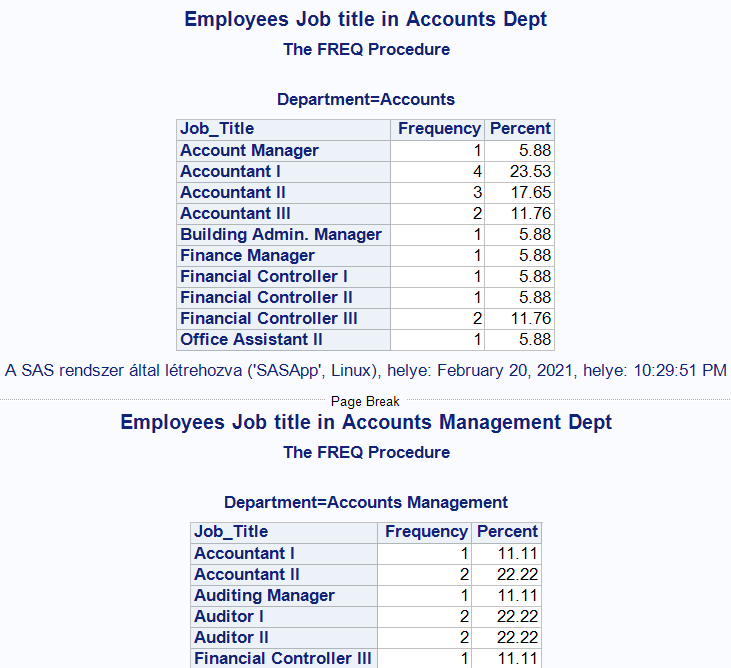 Employees Job title in Accounts Dept
The FREQ Procedure
Department=Accounts
Job_Title Frequency Percent
Account Manager 1 5.88
Accountant I 4 23.53
Accountant II 3 17.65
Accountant III 2 11.76
Building Admin. Manager 1 5.88
Finance Manager 1 5.88
Financial Controller I 1 5.88
Financial Controller II 1 5.88
Financial Controller III 2 11.76
Office Assistant II 1 5.88
A SAS rendszer által létrehozva ('SASApp', Linux), helye: February 20, 2021, helye: 10:29:51 PM
Page Break
Employees Job title in Accounts Management Dept
The FREQ Procedure
Department=Accounts Management
Job_Title Frequency Percent
Accountant I 1 11.11
Accountant II 2 22.22
Auditing Manager 1 11.11
Auditor I 2 22.22
Auditor II 2 22.22
Financial Controller III 1 11.11